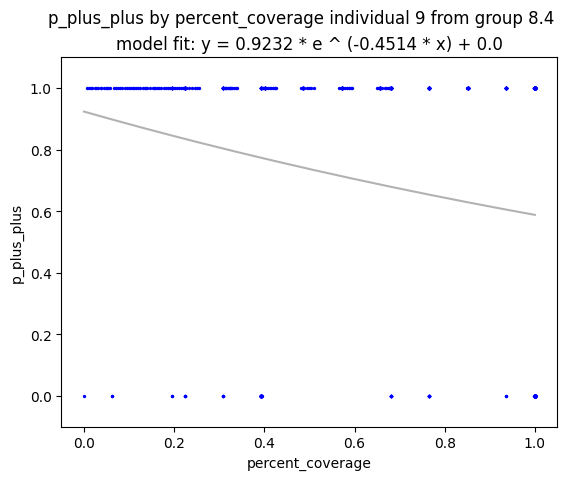 p_plus_plus by percent_coverage individual 9 from group 8.4
model fit: y = 0.9232 * e ^ (-0.4514 * x) + 0.0
1.0
0.8
0.6
0.4
0.2
0.0
p_plus_plus
0.0 0.2 0.4 0.6 0.8 1.0
percent_coverage